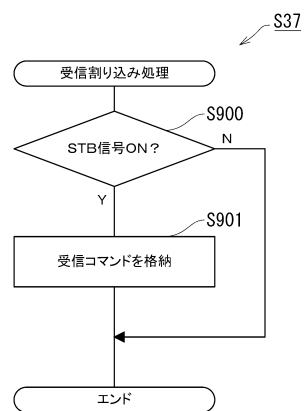 S37
受信割り込み処理
S900
STB信号ON？
N
Y
S901
受信コマンドを格納
エンド